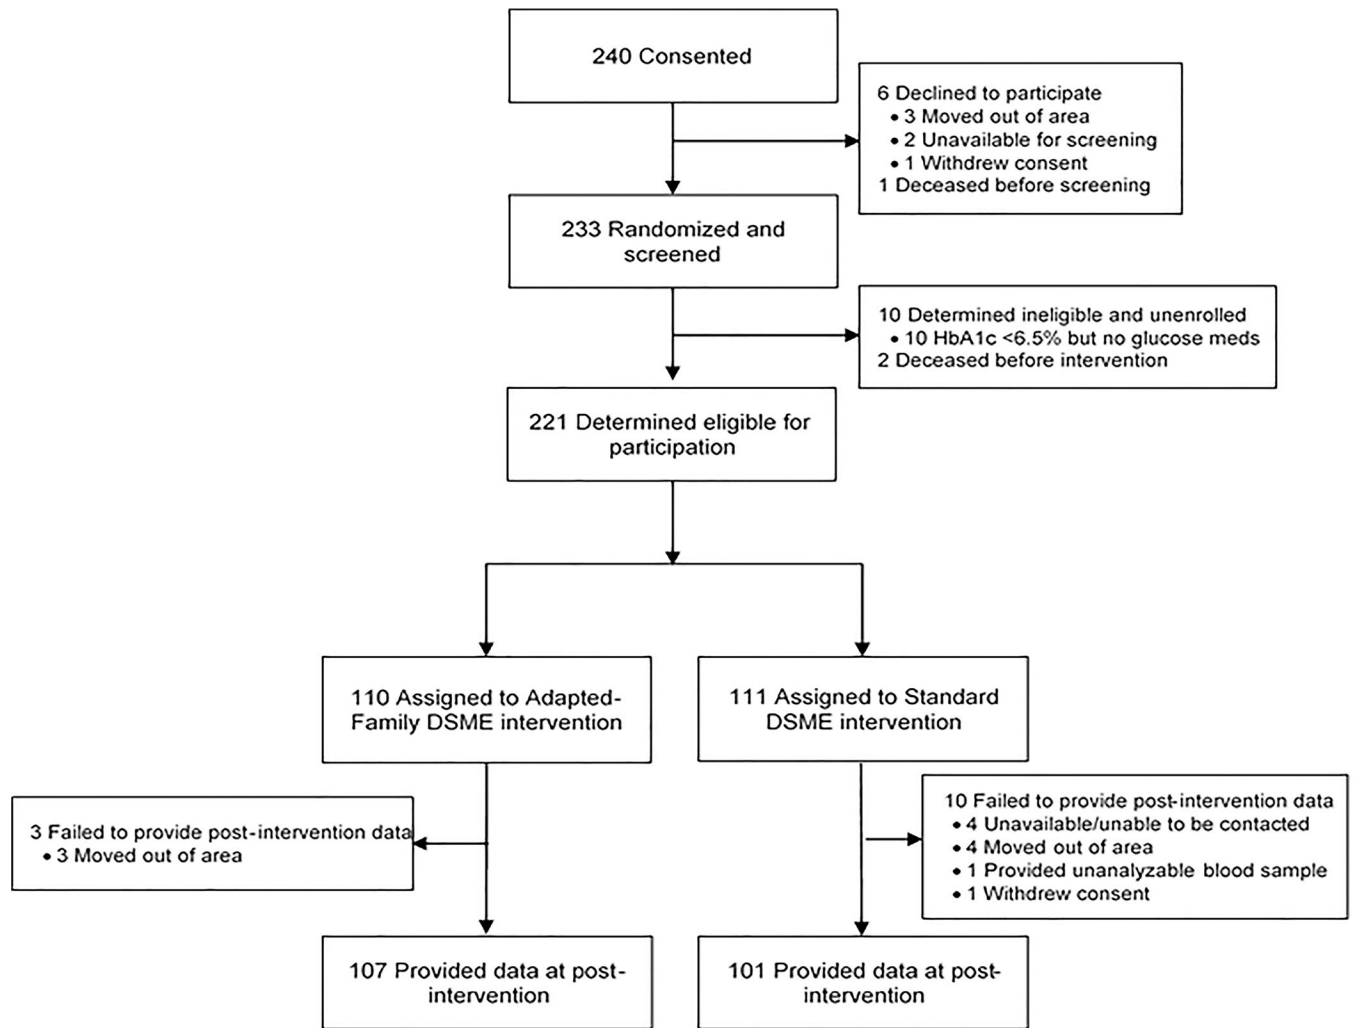 240 Consented
6 Declined to participate
• 3 Moved out of area
• 2 Unavailable for screening
• 1 Withdrew consent
1 Deceased before screening
233 Randomized and
screened
10 Determined ineligible and unenrolled
• 10 HbA1c <6.5% but no glucose meds
2 Deceased before intervention
221 Determined eligible for
participation
110 Assigned to Adapted-
Family DSME intervention
111 Assigned to Standard
DSME intervention
3 Failed to provide post-intervention data
• 3 Moved out of area
10 Failed to provide post-intervention data
• 4 Unavailable/unable to be contacted
• 4 Moved out of area
• 1 Provided unanalyzable blood sample
• 1 Withdrew consent
107 Provided data at post-
intervention
101 Provided data at post-
intervention